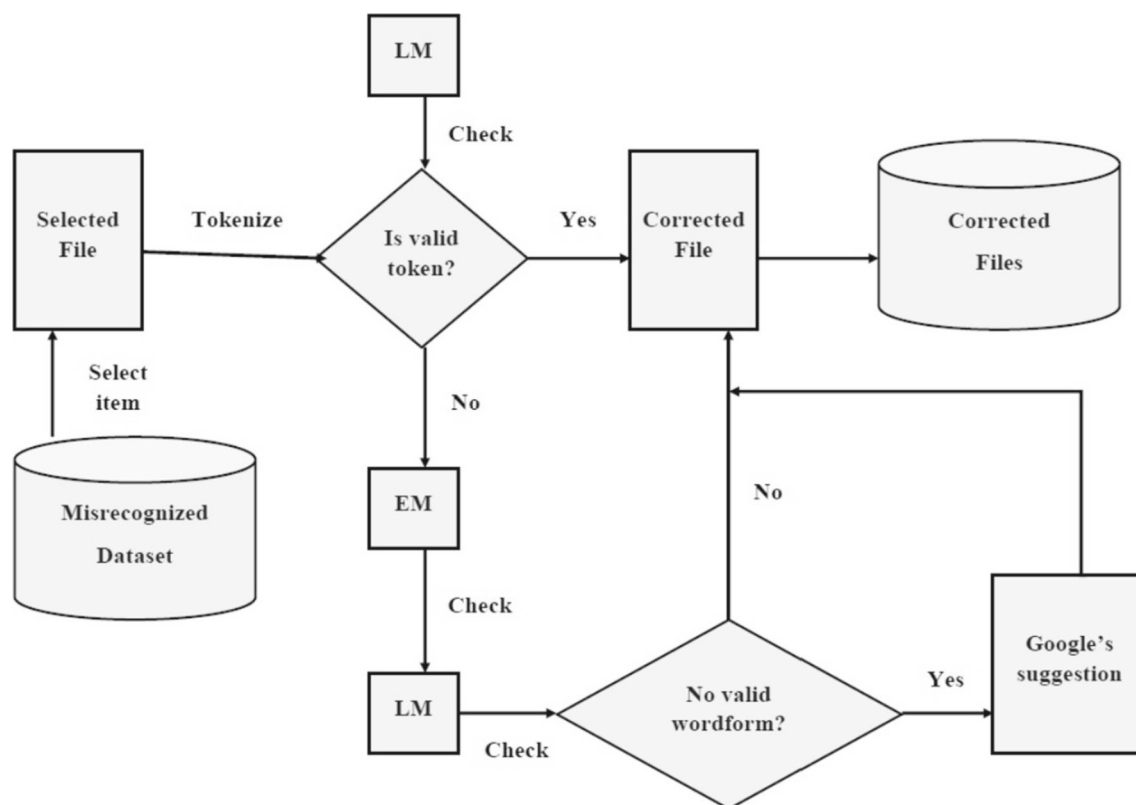 LM
Check
Selected
File
Tokenize
Is valid
token?
Yes
Corrected
File
Corrected
Files
Select
item
No
Misrecognized
Dataset
EM
No
Check
Google’s
suggestion
LM
Check
No valid
wordform?
Yes